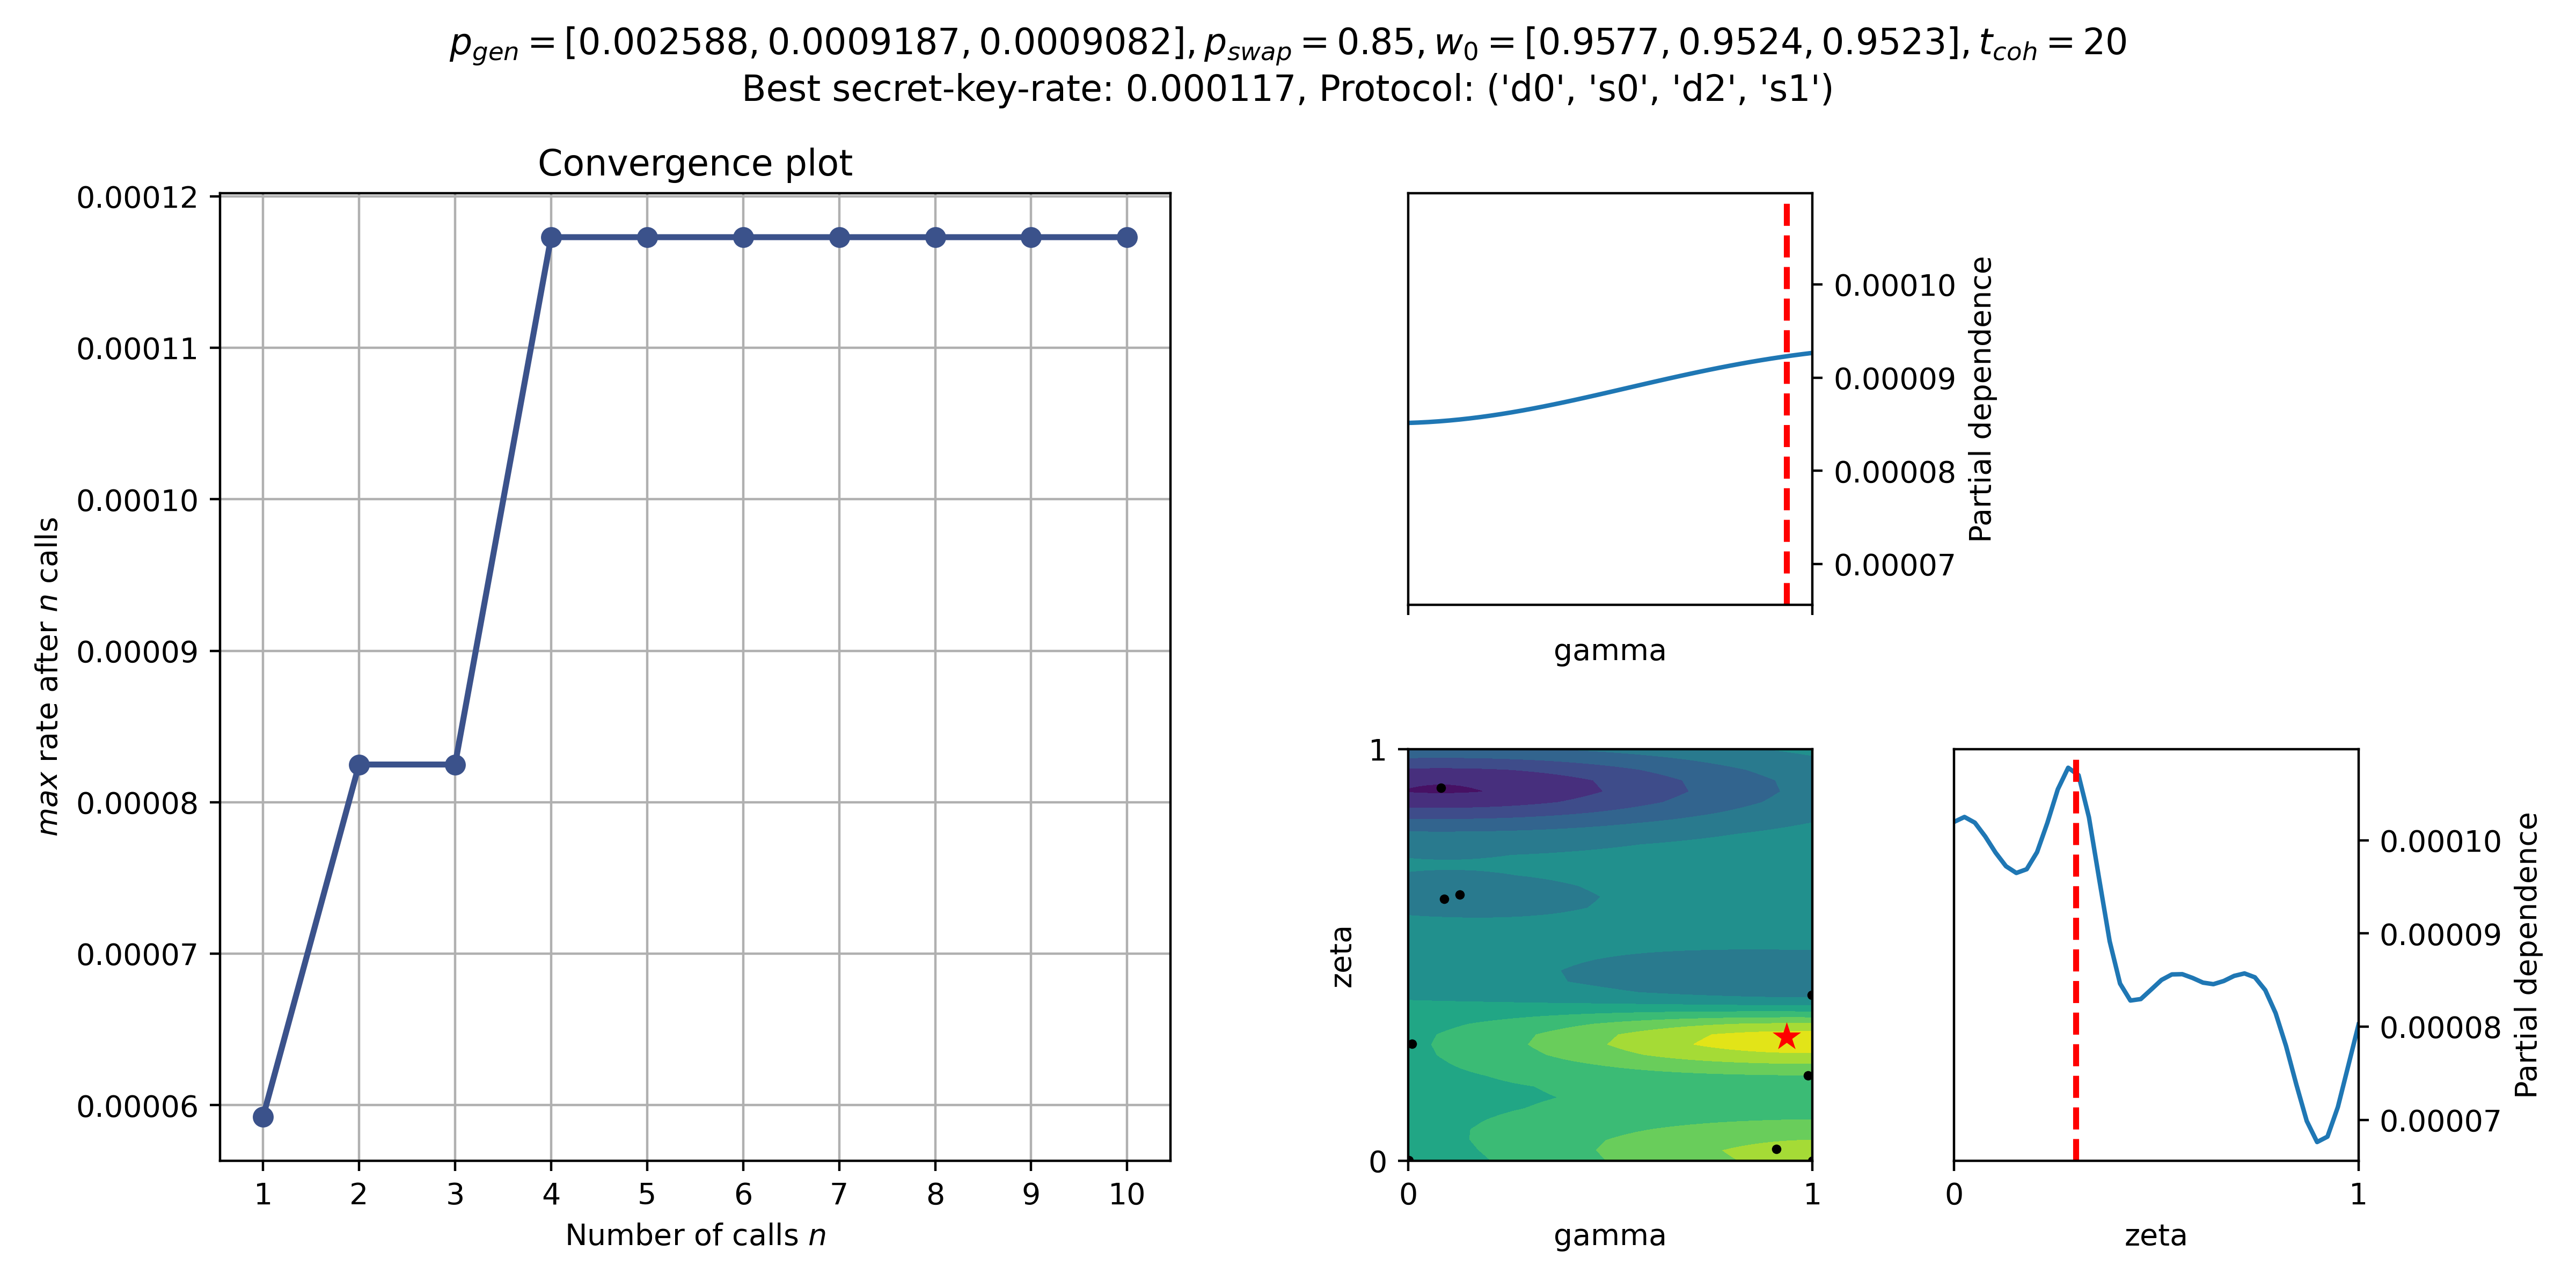 p_gen = [0.002588, 0.0009187, 0.0009082], p_swap = 0.85, w_0 = [0.9577, 0.9524, 0.9523], t_coh = 20
Best secret-key-rate: 0.000117, Protocol: ('d0', 's0', 'd2', 's1')
Convergence plot
max rate after n calls
0.00012
0.00011
0.00010
0.00009
0.00008
0.00007
0.00006
1 2 3 4 5 6 7 8 9 10
Number of calls n
0.00010
0.00009
0.00008
0.00007
Partial dependence
gamma
zeta
1
0
0 1
gamma
0.00010
0.00009
0.00008
0.00007
Partial dependence
0 1
zeta